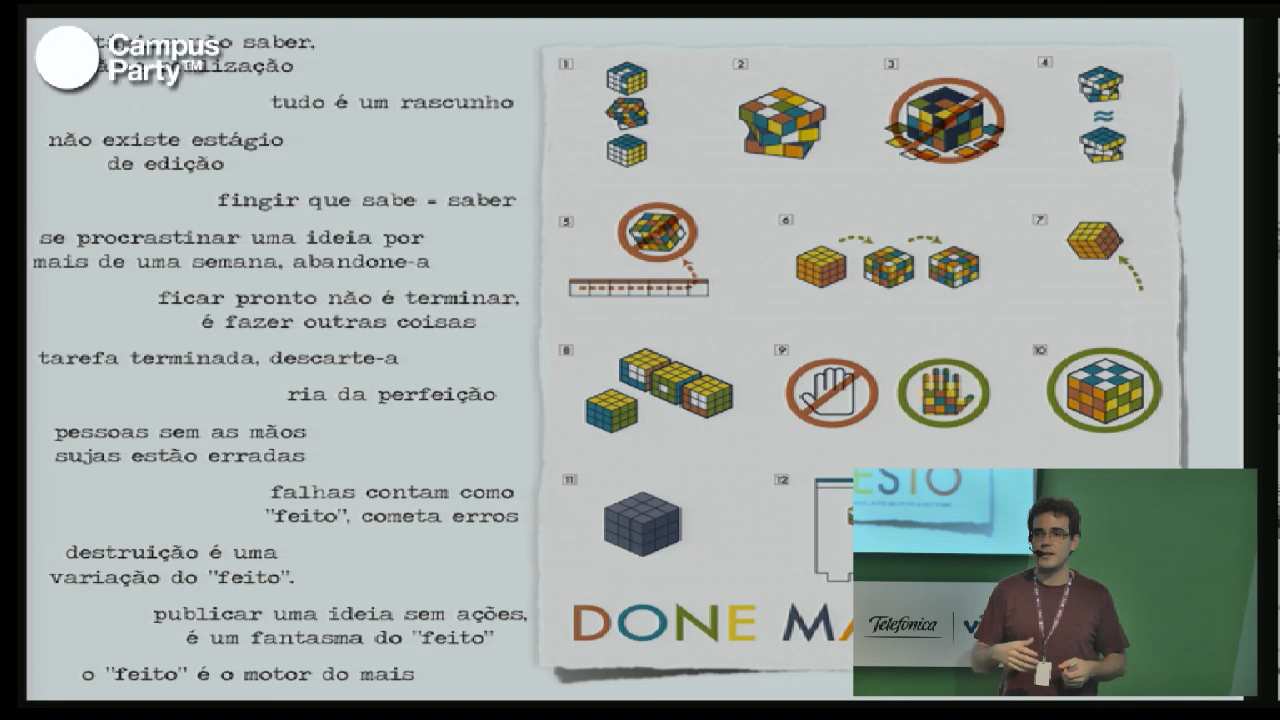 Campus
Party™
saber,
tudo é um rascunho
não existe estágio
de edição
fingir que sabe = saber
se procrastinar uma ideia por
mais de uma semana, abandone-a
ficar pronto não é terminar,
é fazer outras coisas
tarefa terminada, descarte-a
ria da perfeição
pessoas sem as mãos
sujas estão erradas
falhas contam como
"feito", cometa erros
destruição é uma
variação do "feito".
publicar uma ideia sem ações,
é um fantasma do "feito"
o "feito" é o motor do mais
1
2
3
4
5
6
7
8
9
10
11
12
DONE MA
ESTO
Telefónica